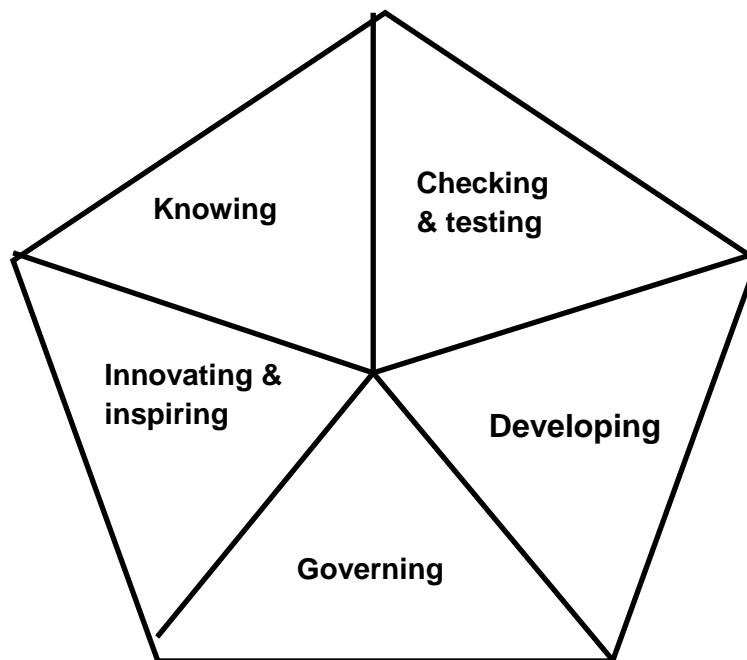 Knowing
Checking
& testing
Innovating &
inspiring
Developing
Governing